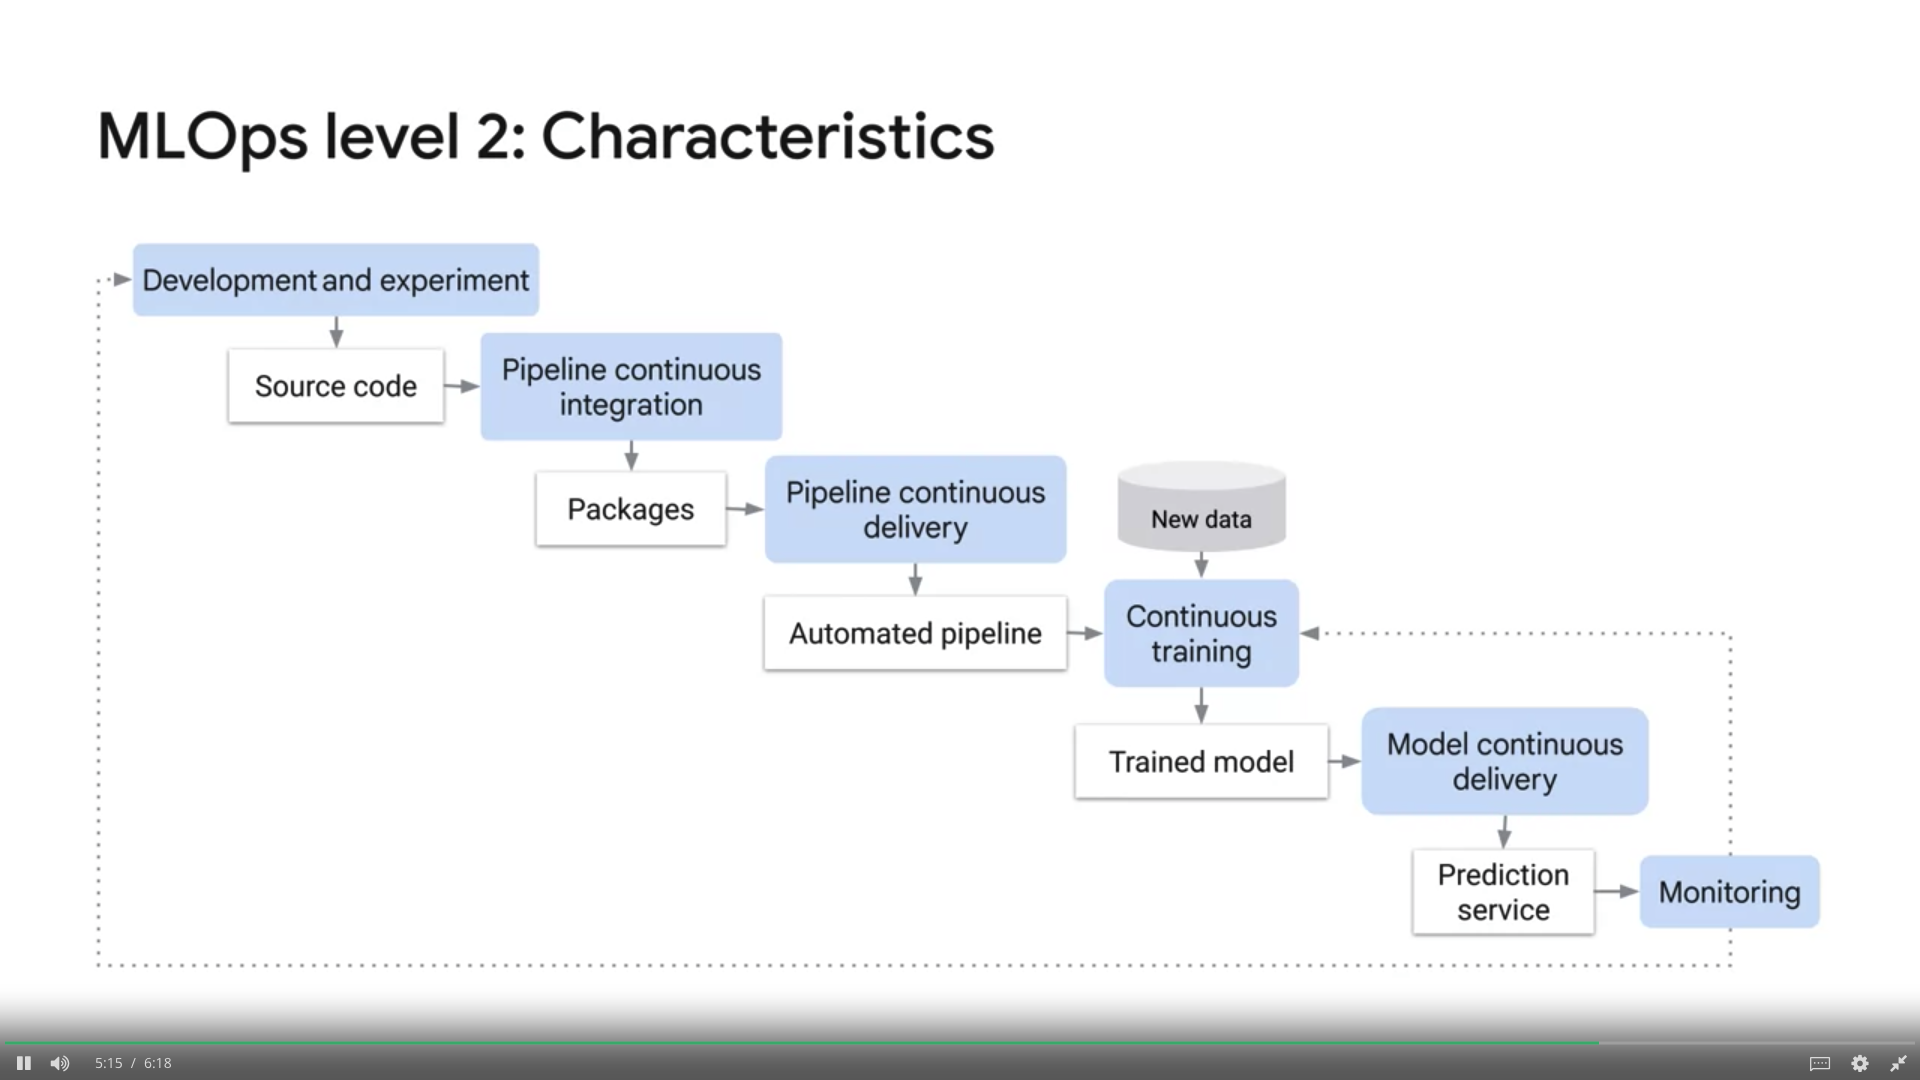 MLOps level 2: Characteristics
Development and experiment
Source code
Pipeline continuous
integration
Packages
Pipeline continuous
delivery
New data
Automated pipeline
Continuous
training
Trained model
Model continuous
delivery
Prediction
service
Monitoring
5:15 / 6:18